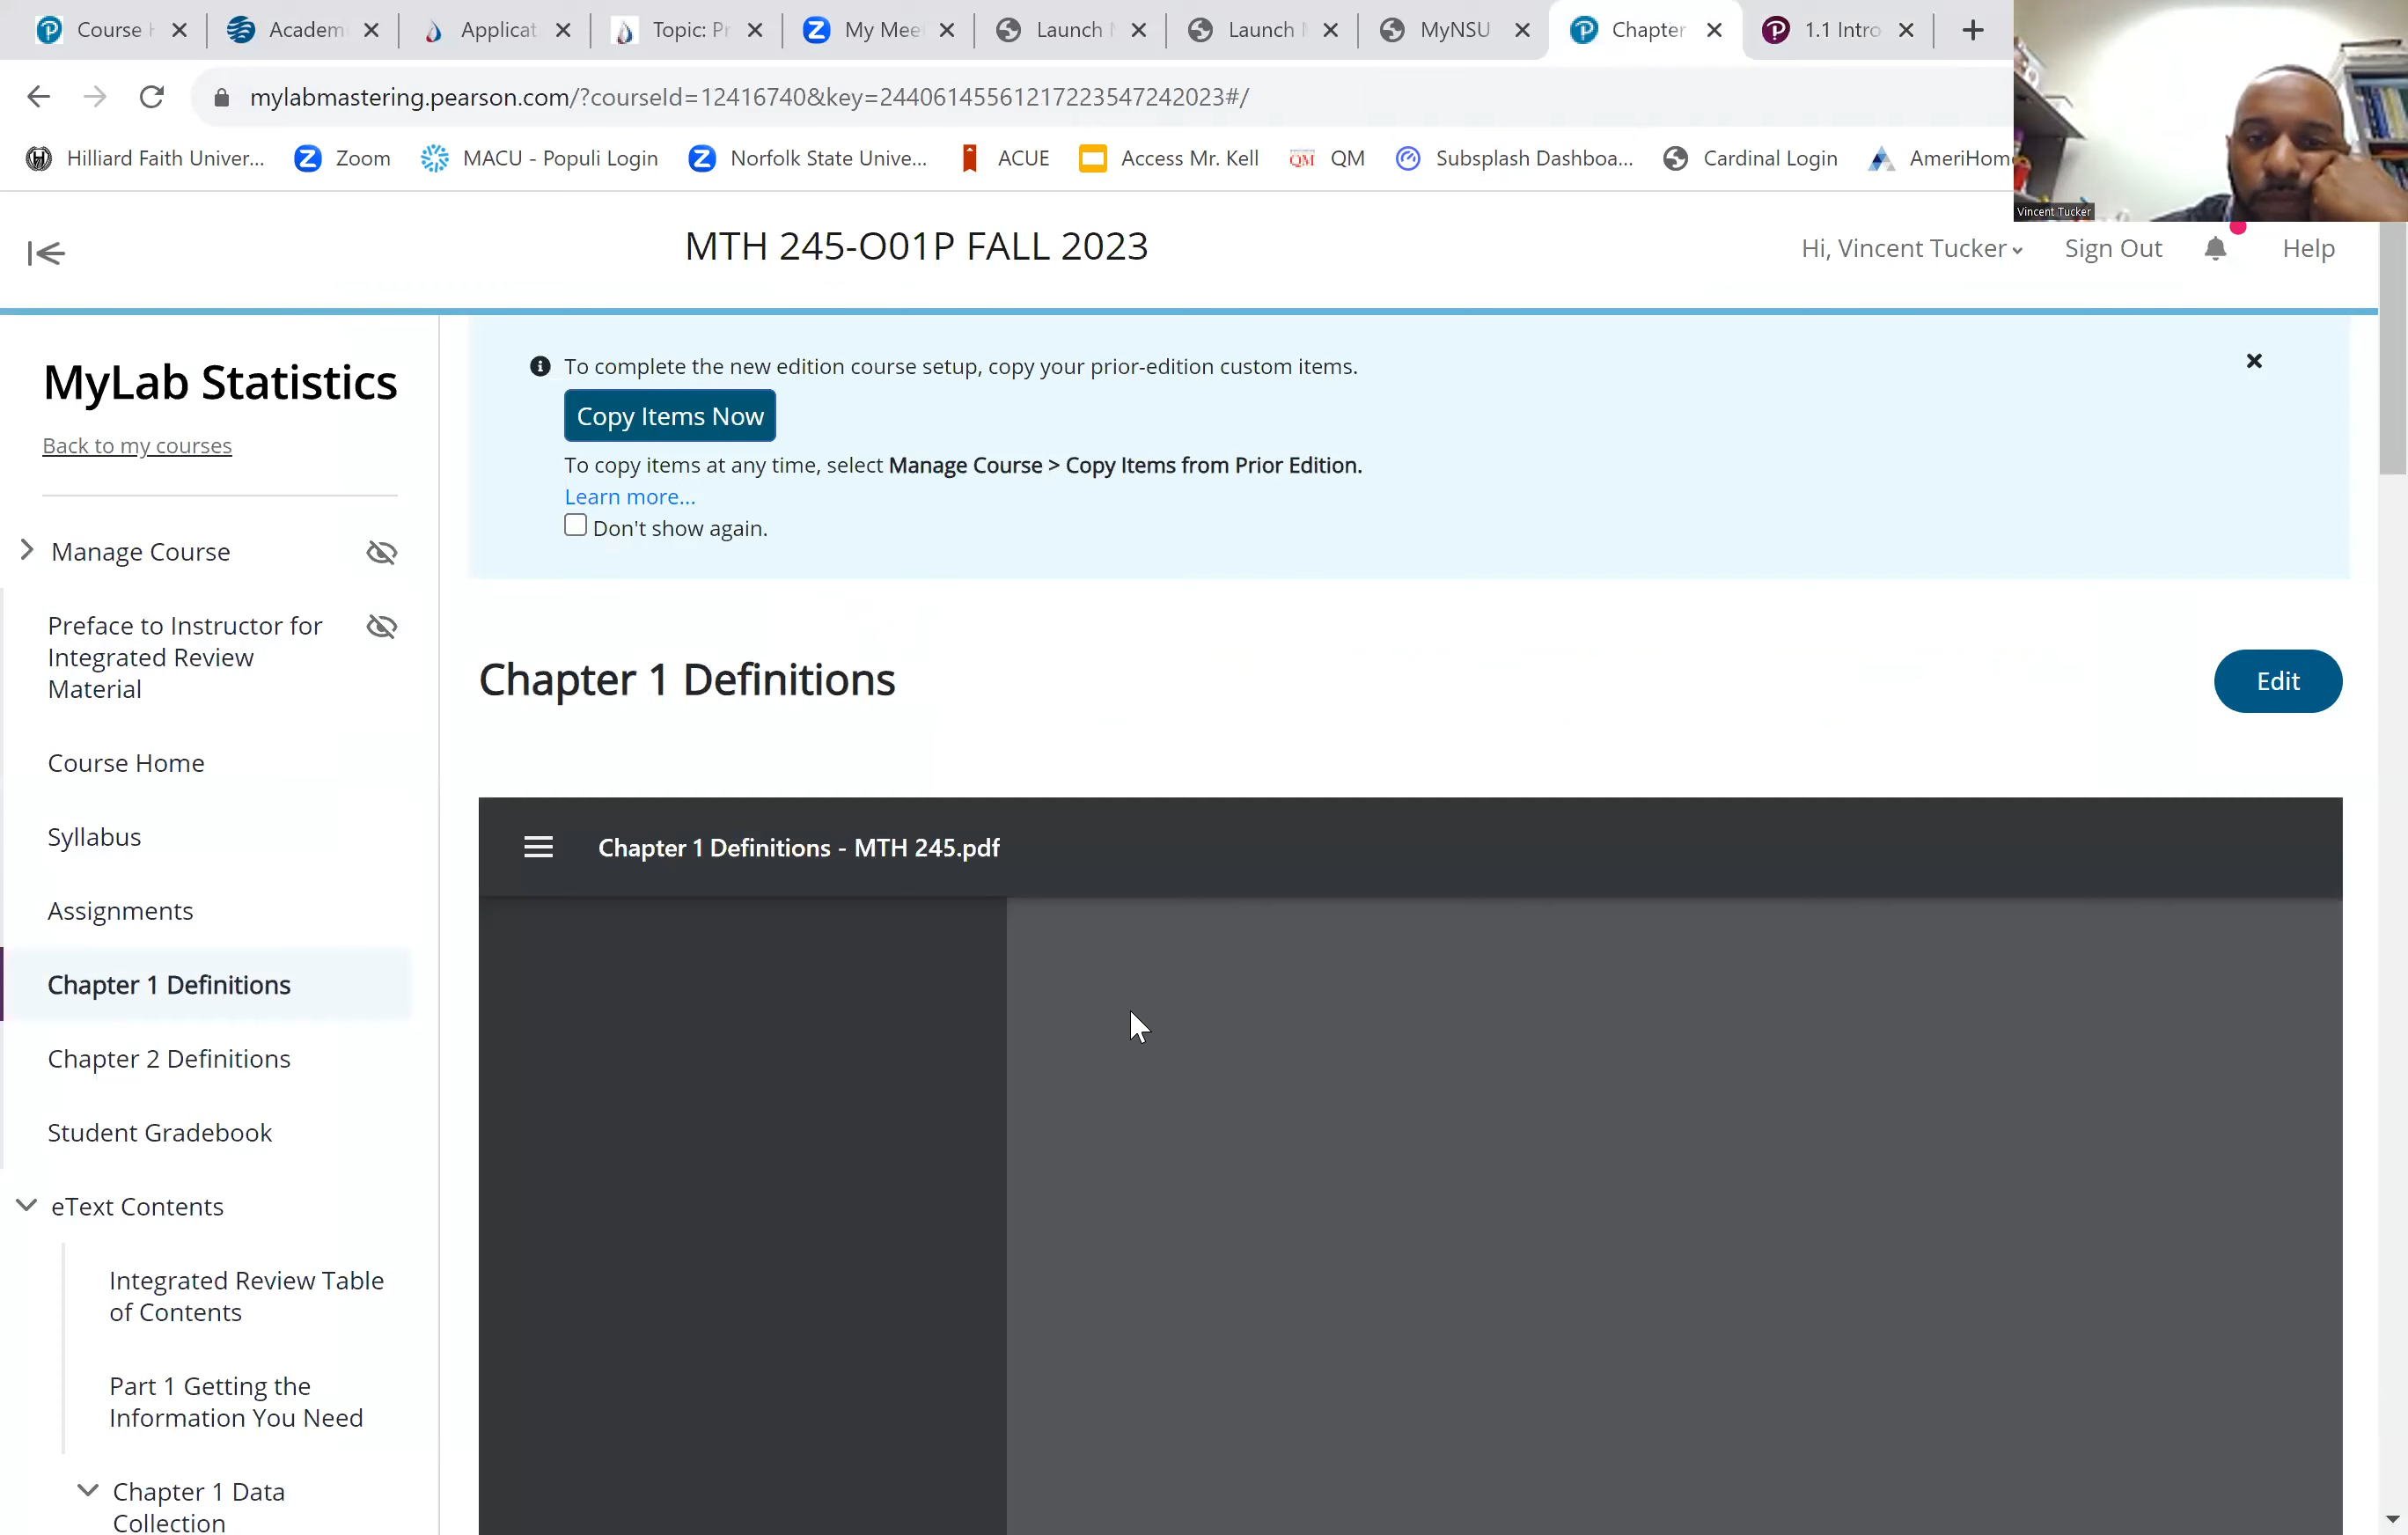 Course H
Academ
Applicat
Topic: Pr
My Mee
Launch
Launch
MyNSU
Chapter
1.1 Intro
mylabmastering.pearson.com/?courseId=12416740&key=24406145561217223547242023#/
Hilliard Faith Univer...
Zoom
MACU - Populi Login
Norfolk State Unive...
ACUE
Access Mr. Kell
QM
QM
Subsplash Dashboa...
Cardinal Login
AmeriHom
Vincent Tucker
MTH 245-O01P FALL 2023
Hi, Vincent Tucker
Sign Out
Help
MyLab Statistics
Back to my courses
Manage Course
Preface to Instructor for
Integrated Review
Material
Course Home
Syllabus
Assignments
Chapter 1 Definitions
Chapter 2 Definitions
Student Gradebook
eText Contents
Integrated Review Table
of Contents
Part 1 Getting the
Information You Need
Chapter 1 Data
Collection
To complete the new edition course setup, copy your prior-edition custom items.
Copy Items Now
To copy items at any time, select Manage Course > Copy Items from Prior Edition.
Learn more...
Don't show again.
Chapter 1 Definitions
Edit
Chapter 1 Definitions - MTH 245.pdf